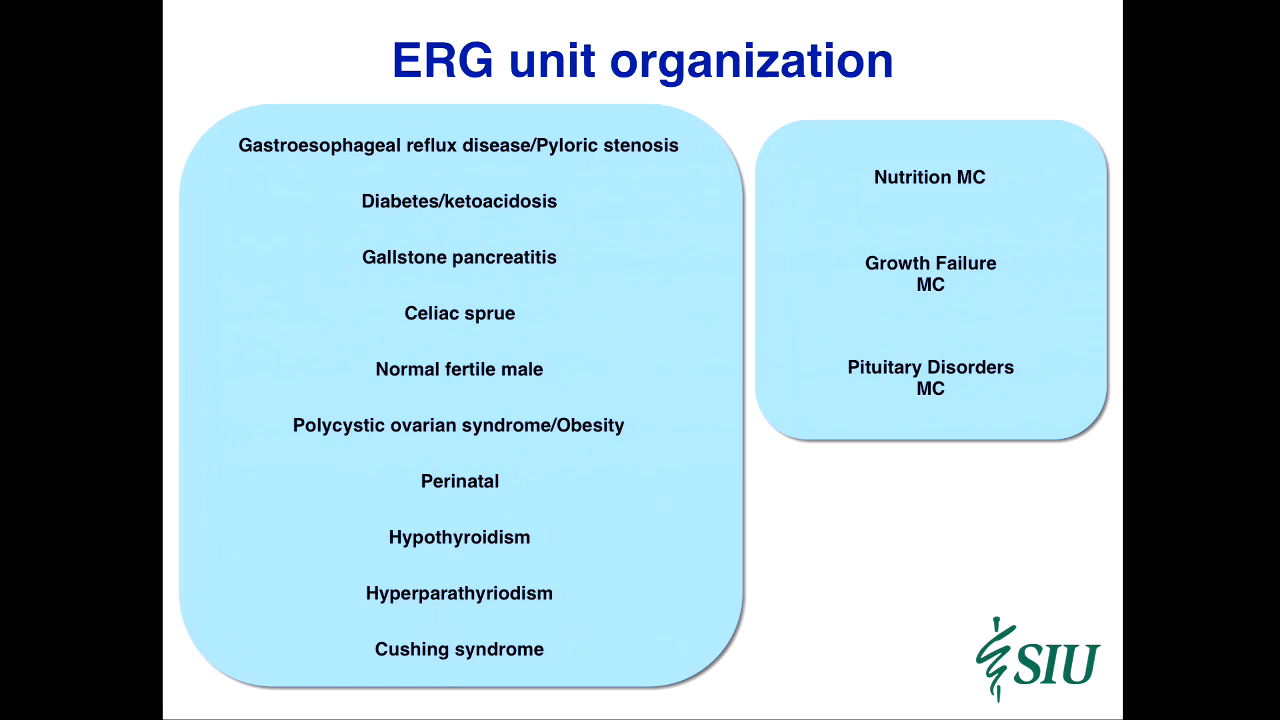 ERG unit organization
Gastroesophageal reflux disease/Pyloric stenosis
Diabetes/ketoacidosis
Gallstone pancreatitis
Celiac sprue
Normal fertile male
Polycystic ovarian syndrome/Obesity
Perinatal
Hypothyroidism
Hyperparathyriodism
Cushing syndrome
Nutrition MC
Growth Failure
MC
Pituitary Disorders
MC
SIU